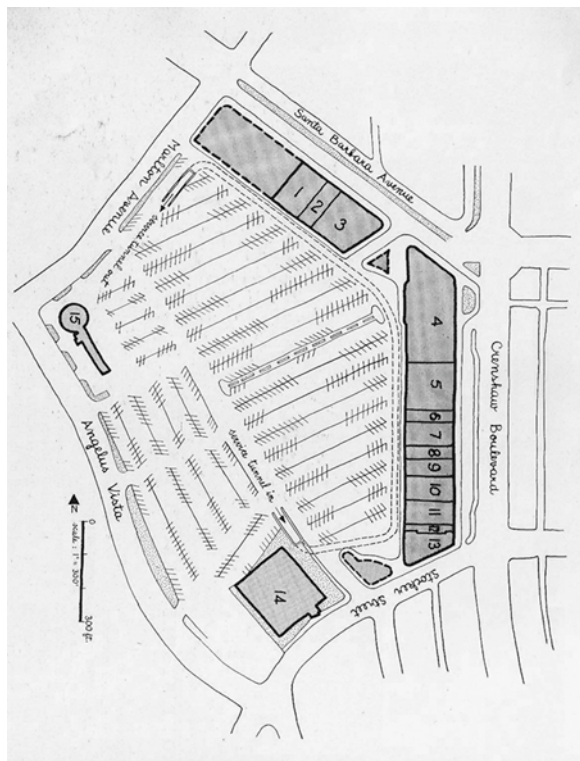 Santa Barbara Avenue
Marlton Avenue
service tunnel out
1
2
3
4
5
6
7
8
9
10
11
12
13
Crenshaw Boulevard
15
Angelus Vista
service tunnel in
14
Stocker Street
N
0
300 ft.
scale : 1" = 300'